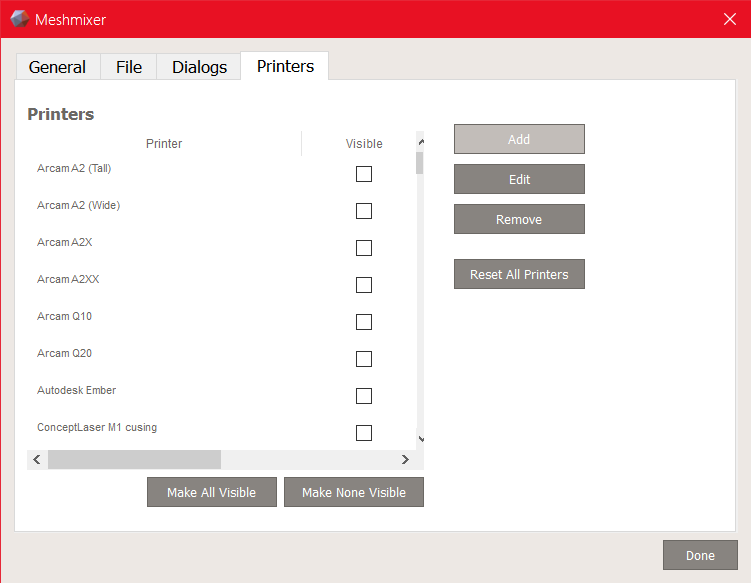 Meshmixer
General File Dialogs Printers
Printers
Printer Visible
Arcam A2 (Tall)
Arcam A2 (Wide)
Arcam A2X
Arcam A2XX
Arcam Q10
Arcam Q20
Autodesk Ember
ConceptLaser M1 cusing
Add
Edit
Remove
Reset All Printers
Make All Visible Make None Visible
Done